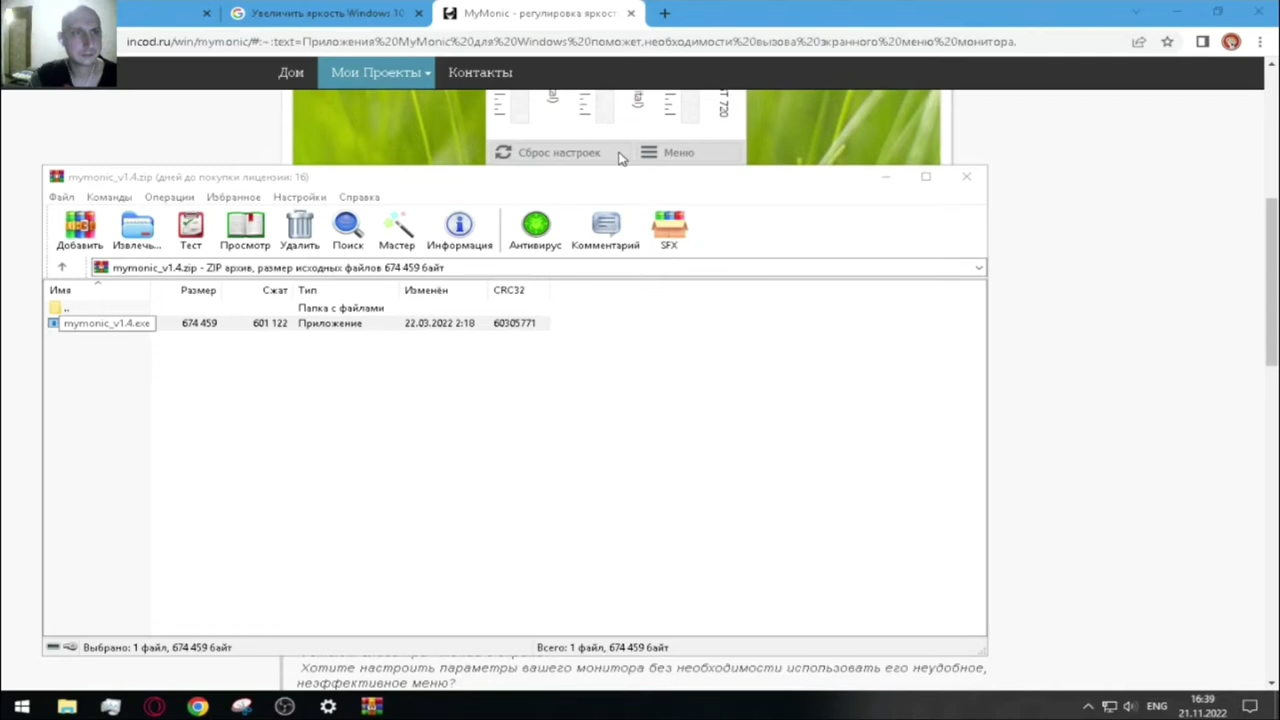 Увеличить яркость Windows 10
MyMonic - регулировка яркост
incod.ru/win/mymonic/#:~:text=Приложения%20MyMonic%20для%20Windows%20поможет,необходимости%20вызова%20экранного%20меню%20монитора.
Дом
Мои Проекты
Контакты
T 720
Сброс настроек
Меню
mymonic_v1.4.zip (дней до покупки лицензии: 16)
Файл Команды Операции Избранное Настройки Справка
Добавить Извлечь... Тест Просмотр Удалить Поиск Мастер Информация Антивирус Комментарий SFX
mymonic_v1.4.zip - ZIP архив, размер исходных файлов 674 459 байт
Имя Размер Сжат Тип Изменён CRC32
.. Папка с файлами
mymonic_v1.4.exe 674 459 601 122 Приложение 22.03.2022 2:18 60305771
Выбрано: 1 файл, 674 459 байт
Всего: 1 файл, 674 459 байт
Хотите настроить параметры вашего монитора без необходимости использовать его неудобное,
неэффективное меню?
ENG
16:39
21.11.2022